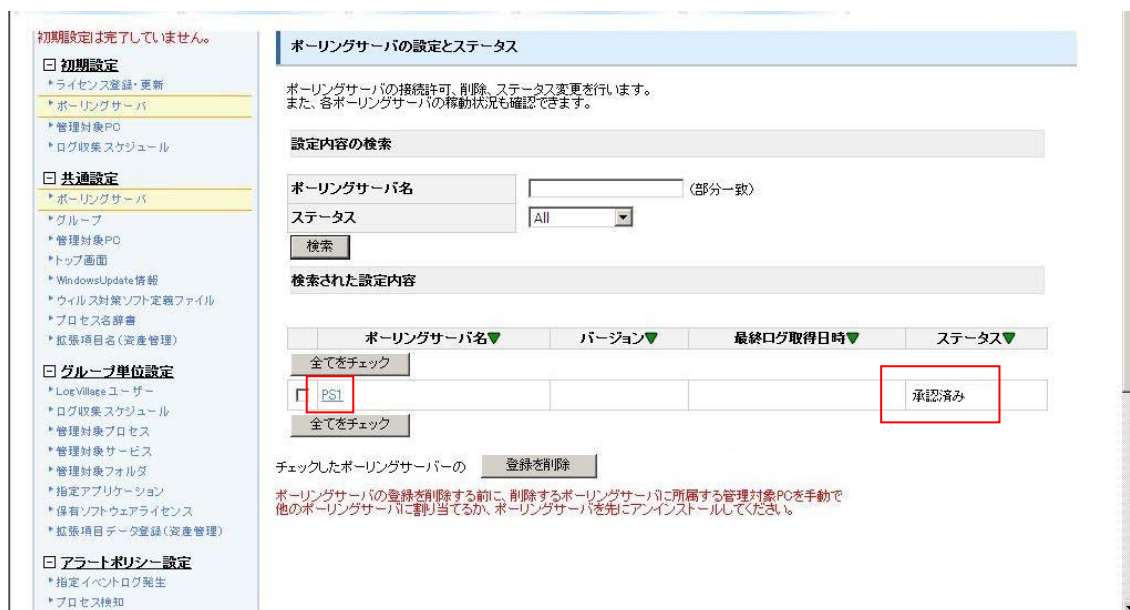 初期設定は完了していません。
初期設定
ライセンス登録・更新
ポーリングサーバ
管理対象PC
ログ収集スケジュール
共通設定
ポーリングサーバ
グループ
管理対象PC
トップ画面
WindowsUpdate情報
ウィルス対策ソフト定義ファイル
プロセス名辞書
拡張項目名(資産管理)
グループ単位設定
LogVillageユーザー
ログ収集スケジュール
管理対象プロセス
管理対象サービス
管理対象フォルダ
指定アプリケーション
保有ソフトウェアライセンス
拡張項目データ登録(資産管理)
アラートポリシー設定
指定イベントログ発生
プロセス検知
ポーリングサーバの設定とステータス
ポーリングサーバの接続許可、削除、ステータス変更を行います。
また、各ポーリングサーバの稼動状況も確認できます。
設定内容の検索
ポーリングサーバ名 (部分一致)
ステータス All
検索
検索された設定内容
ポーリングサーバ名▼ バージョン▼ 最終ログ取得日時▼ ステータス▼
全てをチェック
PS1 承認済み
全てをチェック
チェックしたポーリングサーバーの 登録を削除
ポーリングサーバの登録を削除する前に、削除するポーリングサーバに所属する管理対象PCを手動で
他のポーリングサーバに割り当てるか、ポーリングサーバを先にアンインストールしてください。